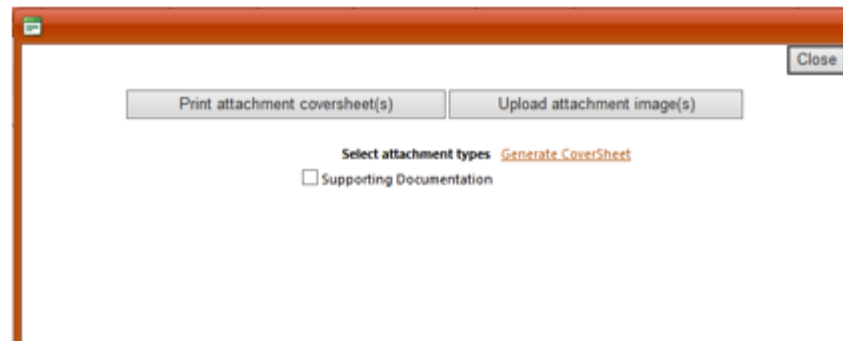 Close
Print attachment coversheet(s) Upload attachment image(s)
Select attachment types Generate CoverSheet
Supporting Documentation